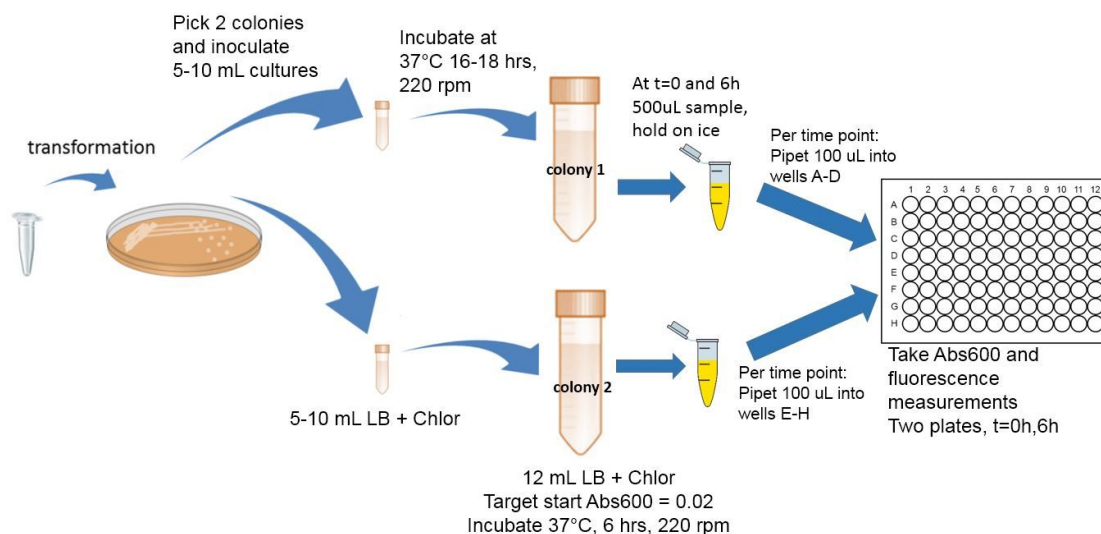 Pick 2 colonies
and inoculate
5-10 mL cultures
Incubate at
37°C 16-18 hrs,
220 rpm
At t=0 and 6h
500uL sample,
hold on ice
transformation
Per time point:
Pipet 100 uL into
wells A-D
colony 1
1 2 3 4 5 6 7 8 9 10 11 12
A
B
C
D
E
F
G
H
colony 2
5-10 mL LB + Chlor
Per time point:
Pipet 100 uL into
wells E-H
Take Abs600 and
fluorescence
measurements
Two plates, t=0h,6h
12 mL LB + Chlor
Target start Abs600 = 0.02
Incubate 37°C, 6 hrs, 220 rpm